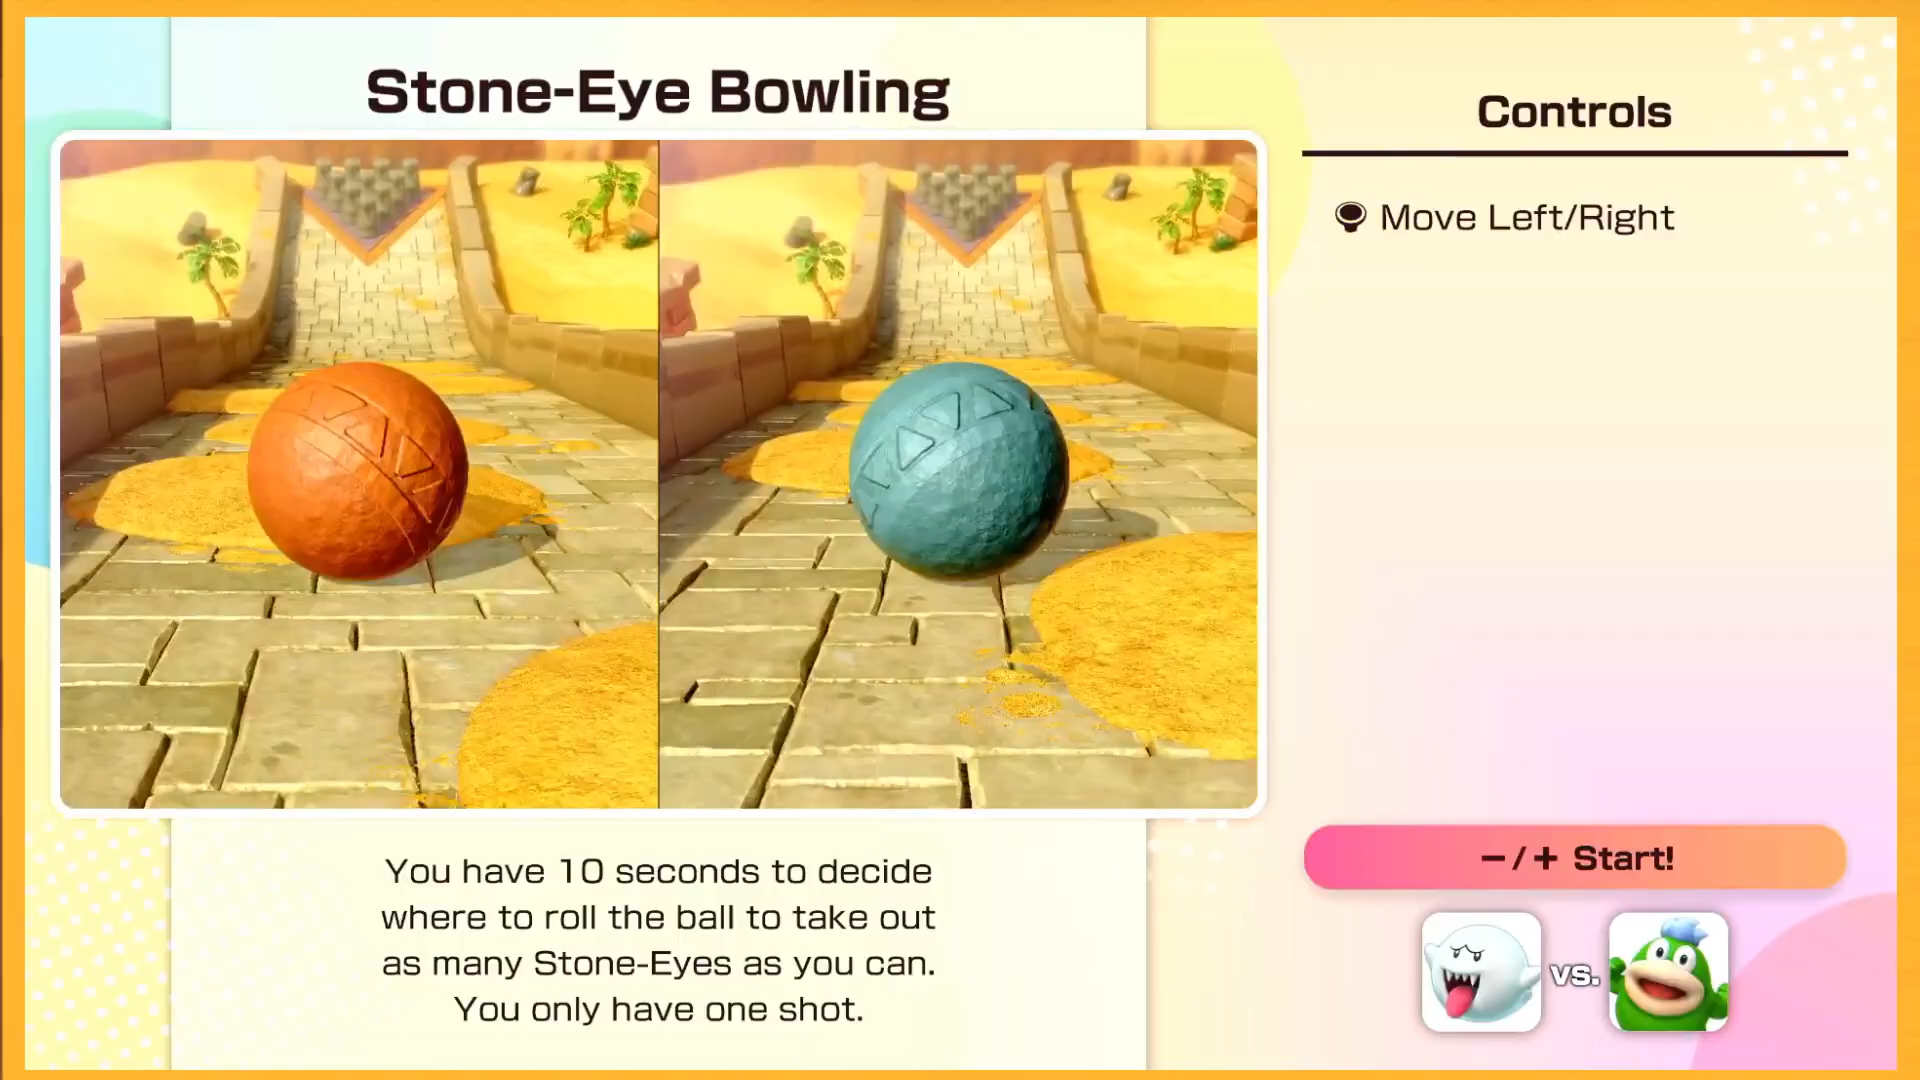 Stone-Eye Bowling
Controls
Move Left/Right
You have 10 seconds to decide
where to roll the ball to take out
as many Stone-Eyes as you can.
You only have one shot.
−/+ Start!
vs.